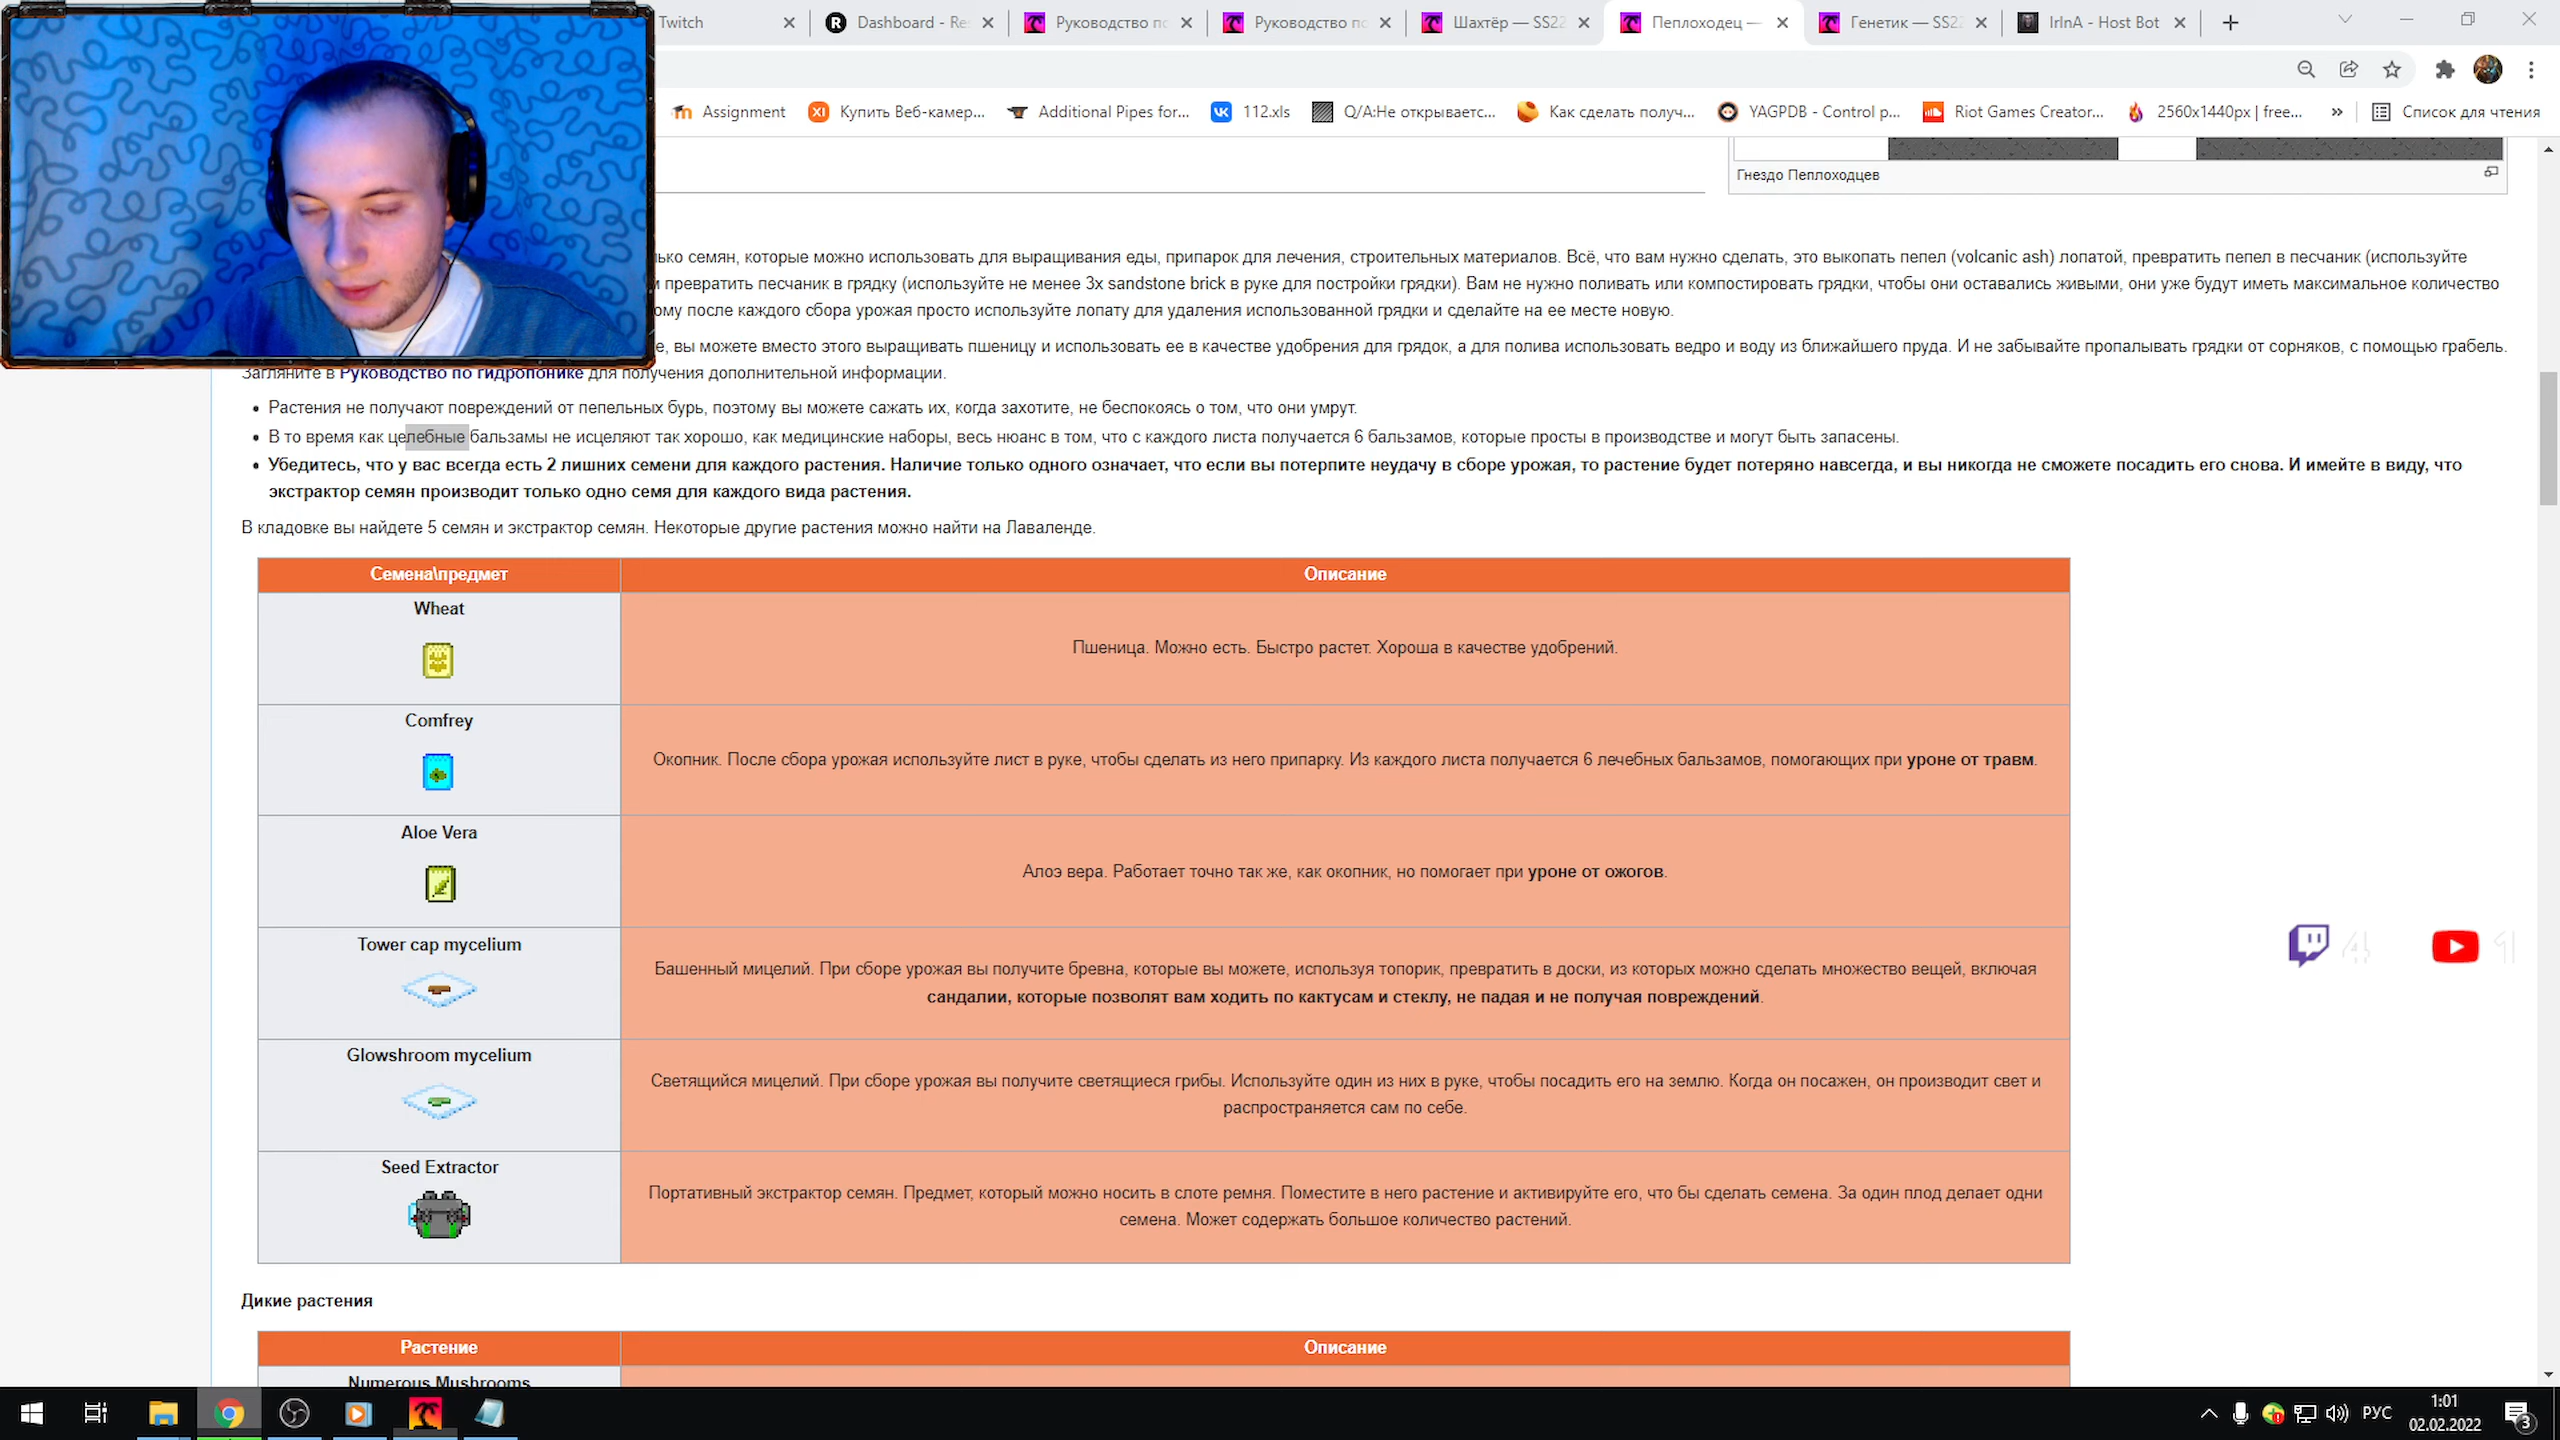 Twitch
Dashboard - Re
Руководство п
Руководство п
Шахтёр — SS22
Пеплоходец —
Генетик — SS2
IrInA - Host Bot
Assignment
Купить Веб-камер...
Additional Pipes for...
112.xls
Q/A:Не открываетс...
Как сделать получ...
YAGPDB - Control p...
Riot Games Creator...
2560x1440px | free...
»
Список для чтения
Гнездо Пеплоходцев
семян, которые можно использовать для выращивания еды, припарок для лечения, строительных материалов. Всё, что вам нужно сделать, это выкопать пепел (volcanic ash) лопатой, превратить пепел в песчаник (используйте
превратить песчаник в грядку (используйте не менее 3x sandstone brick в руке для постройки грядки). Вам не нужно поливать или компостировать грядки, чтобы они оставались живыми, они уже будут иметь максимальное количество
после каждого сбора урожая просто используйте лопату для удаления использованной грядки и сделайте на ее месте новую.
, вы можете вместо этого выращивать пшеницу и использовать ее в качестве удобрения для грядок, а для полива использовать ведро и воду из ближайшего пруда. И не забывайте пропалывать грядки от сорняков, с помощью грабель.
Загляните в Руководство по гидропонике для получения дополнительной информации.
• Растения не получают повреждений от пепельных бурь, поэтому вы можете сажать их, когда захотите, не беспокоясь о том, что они умрут.
• В то время как целебные бальзамы не исцеляют так хорошо, как медицинские наборы, весь нюанс в том, что с каждого листа получается 6 бальзамов, которые просты в производстве и могут быть запасены.
• Убедитесь, что у вас всегда есть 2 лишних семени для каждого растения. Наличие только одного означает, что если вы потерпите неудачу в сборе урожая, то растение будет потеряно навсегда, и вы никогда не сможете посадить его снова. И имейте в виду, что
экстрактор семян производит только одно семя для каждого вида растения.
В кладовке вы найдете 5 семян и экстрактор семян. Некоторые другие растения можно найти на Лаваленде.
Семена\предмет
Описание
Wheat
Пшеница. Можно есть. Быстро растет. Хороша в качестве удобрений.
Comfrey
Окопник. После сбора урожая используйте лист в руке, чтобы сделать из него припарку. Из каждого листа получается 6 лечебных бальзамов, помогающих при уроне от травм.
Aloe Vera
Алоэ вера. Работает точно так же, как окопник, но помогает при уроне от ожогов.
Tower cap mycelium
Башенный мицелий. При сборе урожая вы получите бревна, которые вы можете, используя топорик, превратить в доски, из которых можно сделать множество вещей, включая
сандалии, которые позволят вам ходить по кактусам и стеклу, не падая и не получая повреждений.
Glowshroom mycelium
Светящийся мицелий. При сборе урожая вы получите светящиеся грибы. Используйте один из них в руке, чтобы посадить его на землю. Когда он посажен, он производит свет и
распространяется сам по себе.
Seed Extractor
Портативный экстрактор семян. Предмет, который можно носить в слоте ремня. Поместите в него растение и активируйте его, что бы сделать семена. За один плод делает одни
семена. Может содержать большое количество растений.
4
1
Дикие растения
Растение
Описание
Numerous Mushrooms
РУС
1:01
02.02.2022
3